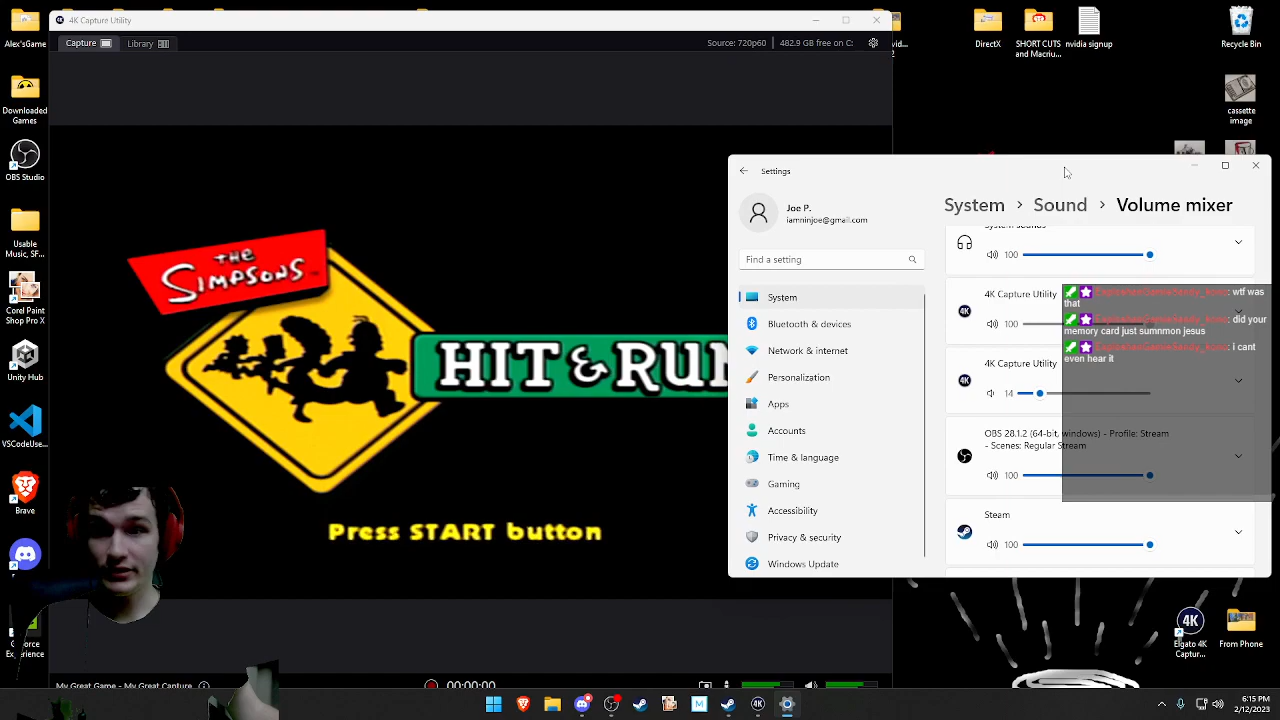 4K Capture Utility
Capture
Library
Source: 720p60
482.9 GB free on C:
THE
SIMPSONS
HIT & RUN
Press START button
My Great Game - My Great Capture
00:00:00
Alex'sGame
Downloaded
Games
OBS Studio
Usable
Music, SF...
Corel Paint
Shop Pro X
Unity Hub
VSCodeUse...
Brave
Discord
Experience
DirectX
SHORT CUTS
and Macriu...
nvidia signup
Recycle Bin
cassette
image
Settings
Joe P.
iamninjoe@gmail.com
Find a setting
System
Bluetooth & devices
Network & internet
Personalization
Apps
Accounts
Time & language
Gaming
Accessibility
Privacy & security
Windows Update
System > Sound > Volume mixer
System sounds
100
4K Capture Utility
100
4K Capture Utility
14
OBS 28.1.2 (64-bit, windows) - Profile: Stream
- Scenes: Regular Stream
100
Steam
100
: wtf was
that
: did your
memory card just summon jesus
: i cant
even hear it
Elgato 4K
Captur...
From Phone
6:15 PM
2/12/2023